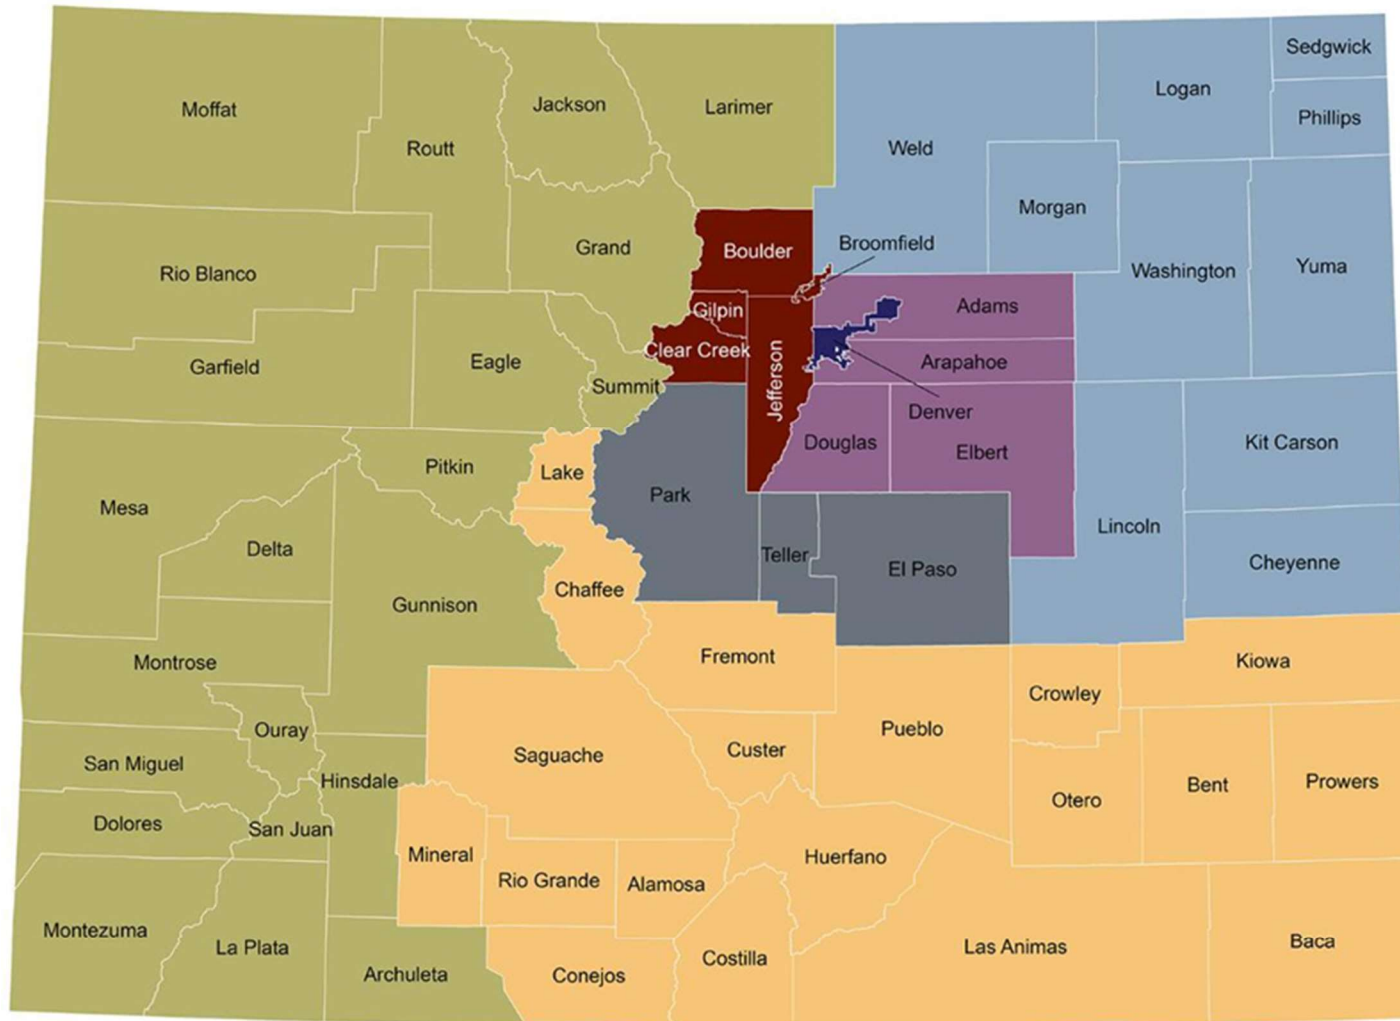 Sedgwick
Logan
Moffat
Jackson
Larimer
Phillips
Routt
Weld
Morgan
Grand
Boulder
Broomfield
Rio Blanco
Washington
Yuma
Gilpin
Adams
Clear Creek
Garfield
Eagle
Arapahoe
Summit
Jefferson
Denver
Douglas
Elbert
Kit Carson
Pitkin
Lake
Park
Mesa
Lincoln
Delta
Teller
El Paso
Cheyenne
Chaffee
Gunnison
Montrose
Fremont
Kiowa
Crowley
Ouray
Pueblo
Saguache
Custer
San Miguel
Hinsdale
Bent
Prowers
Otero
Dolores
San Juan
Mineral
Huerfano
Rio Grande
Alamosa
Montezuma
La Plata
Las Animas
Baca
Costilla
Archuleta
Conejos